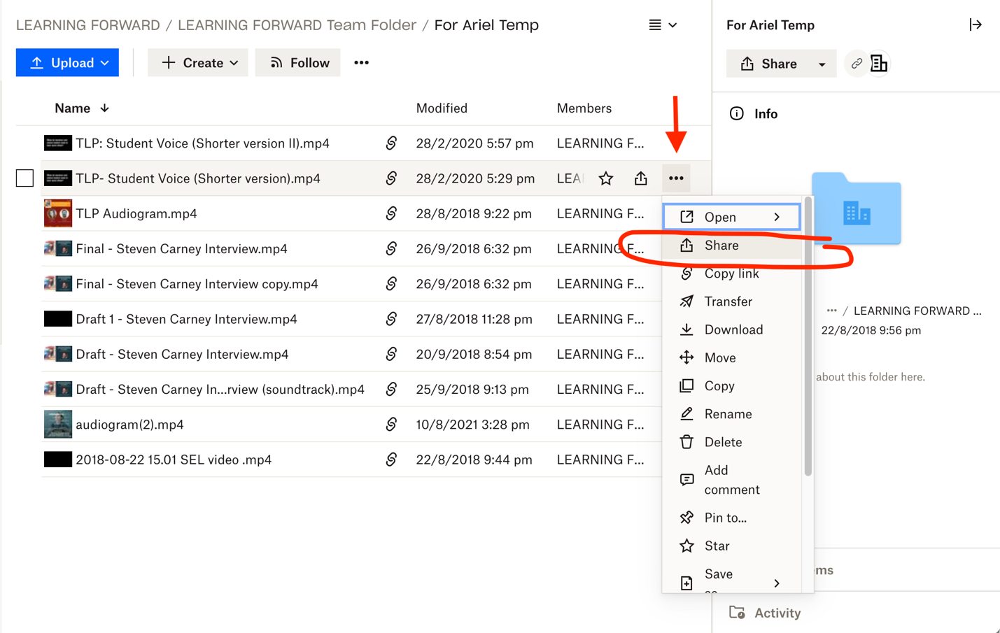 LEARNING FORWARD / LEARNING FORWARD Team Folder / For Ariel Temp
Upload
Create
Follow
•••
Name
Modified
Members
TLP: Student Voice (Shorter version II).mp4 28/2/2020 5:57 pm LEARNING F...
TLP- Student Voice (Shorter version).mp4 28/2/2020 5:29 pm LEA
TLP Audiogram.mp4 28/8/2018 9:22 pm LEARNING F...
Final - Steven Carney Interview.mp4 26/9/2018 6:32 pm LEARNING F...
Final - Steven Carney Interview copy.mp4 26/9/2018 6:32 pm LEARNING F...
Draft 1 - Steven Carney Interview.mp4 27/8/2018 11:28 pm LEARNING F...
Draft - Steven Carney Interview.mp4 20/9/2018 8:54 pm LEARNING F...
Draft - Steven Carney In...rview (soundtrack).mp4 25/9/2018 9:13 pm LEARNING F...
audiogram(2).mp4 10/8/2021 3:28 pm LEARNING F...
2018-08-22 15.01 SEL video .mp4 22/8/2018 9:44 pm LEARNING F...
Open
Share
Copy link
Transfer
Download
Move
Copy
Rename
Delete
Add
comment
Pin to...
Star
Save
For Ariel Temp
Share
Info
••• / LEARNING FORWARD ...
22/8/2018 9:56 pm
about this folder here.
ms
Activity